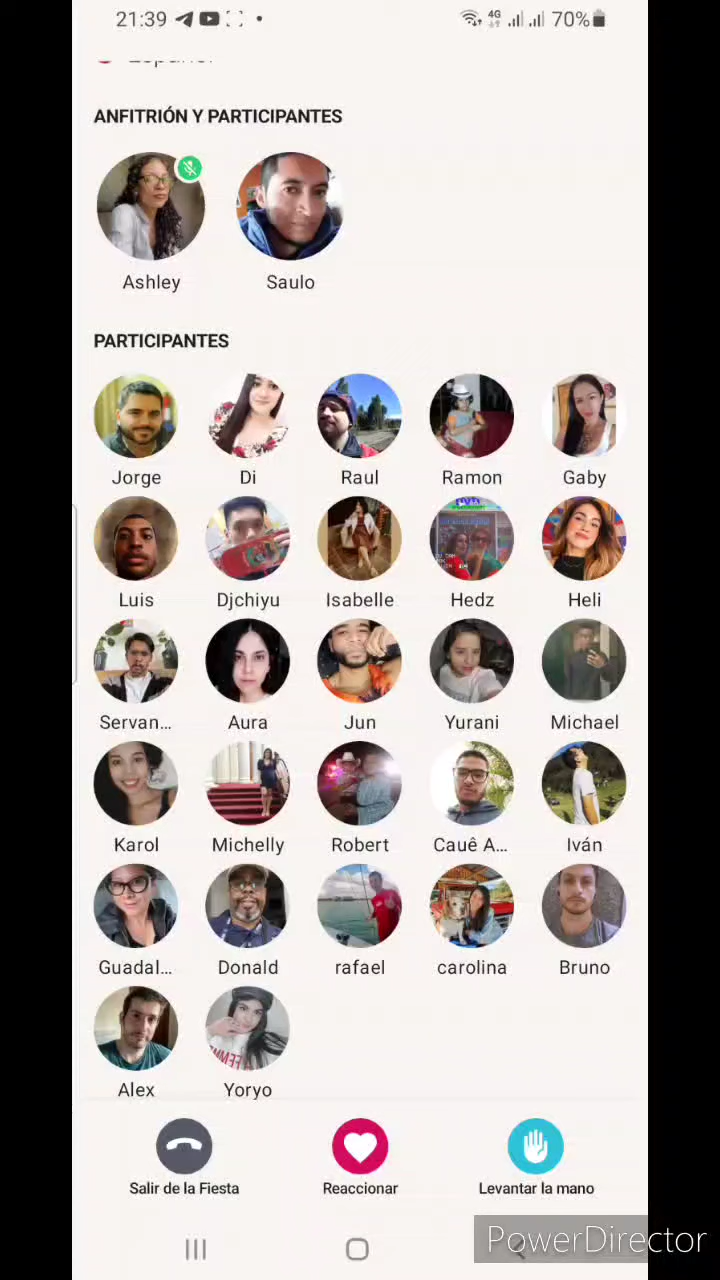 21:39 4G 70%
Español
ANFITRIÓN Y PARTICIPANTES
Ashley Saulo
PARTICIPANTES
Jorge Di Raul Ramon Gaby
Luis Djchiyu Isabelle Hedz Heli
Servan... Aura Jun Yurani Michael
Karol Michelly Robert Cauê A... Iván
Guadal... Donald rafael carolina Bruno
Alex Yoryo
Salir de la Fiesta Reaccionar Levantar la mano
PowerDirector